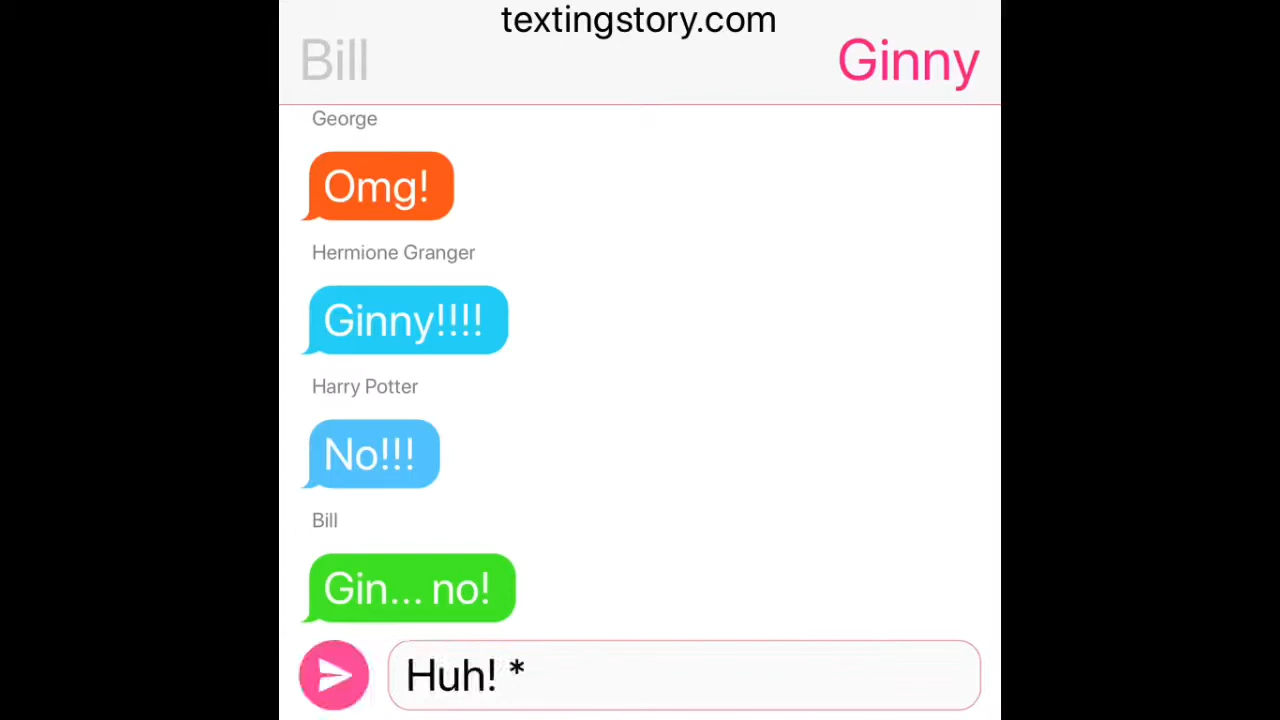 textingstory.com
Bill
Ginny
George
Omg!
Hermione Granger
Ginny!!!!
Harry Potter
No!!!
Bill
Gin... no!
Huh! *